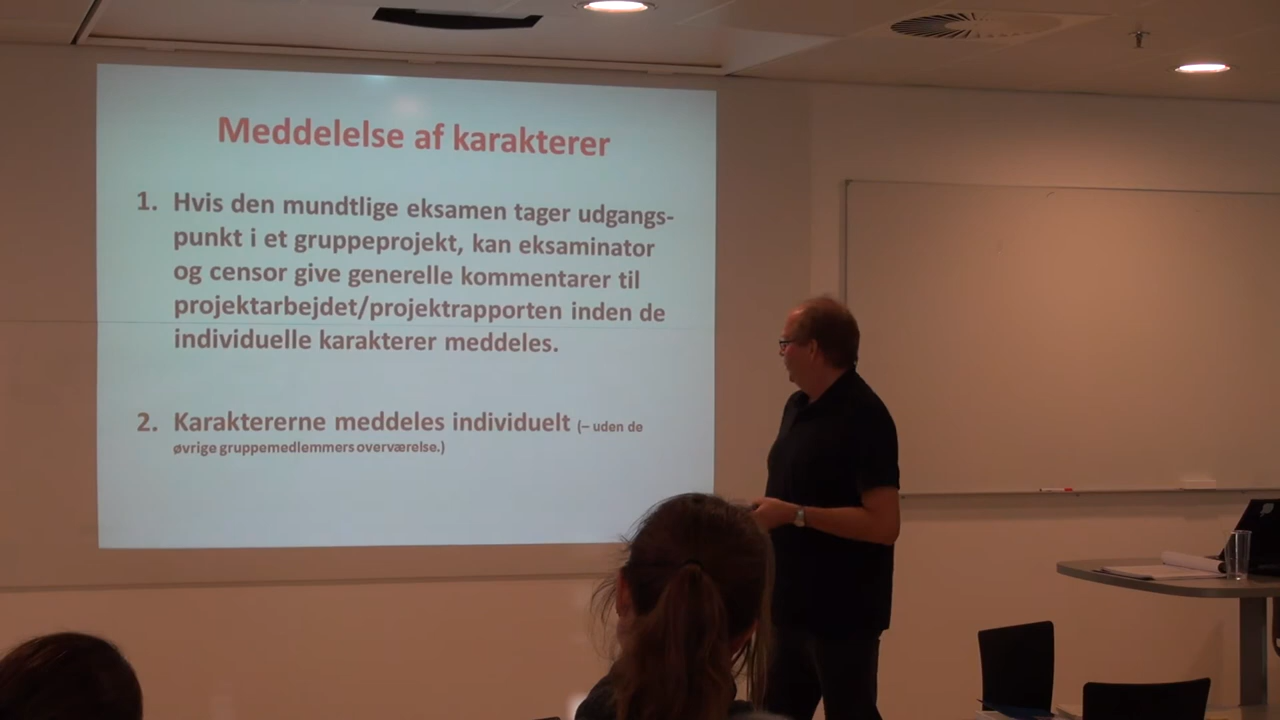 Meddelelse af karakterer
1. Hvis den mundtlige eksamen tager udgangs-
punkt i et gruppeprojekt, kan eksaminator
og censor give generelle kommentarer til
projektarbejdet/projektrapporten inden de
individuelle karakterer meddeles.
2. Karaktererne meddeles individuelt (– uden de
øvrige gruppemedlemmers overværelse.)